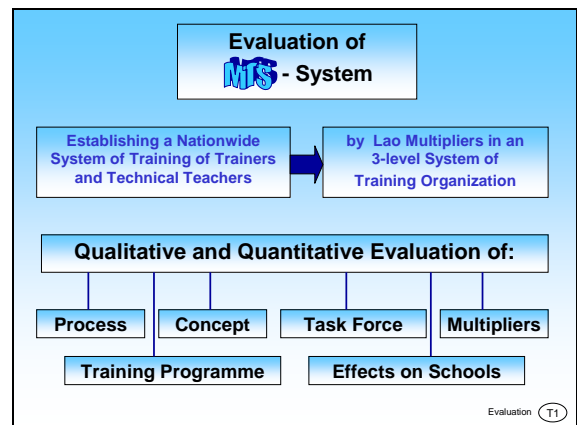 Evaluation of
MTS - System
Establishing a Nationwide
System of Training of Trainers
and Technical Teachers
by Lao Multipliers in an
3-level System of
Training Organization
Qualitative and Quantitative Evaluation of:
Process
Concept
Task Force
Multipliers
Training Programme
Effects on Schools
Evaluation T1